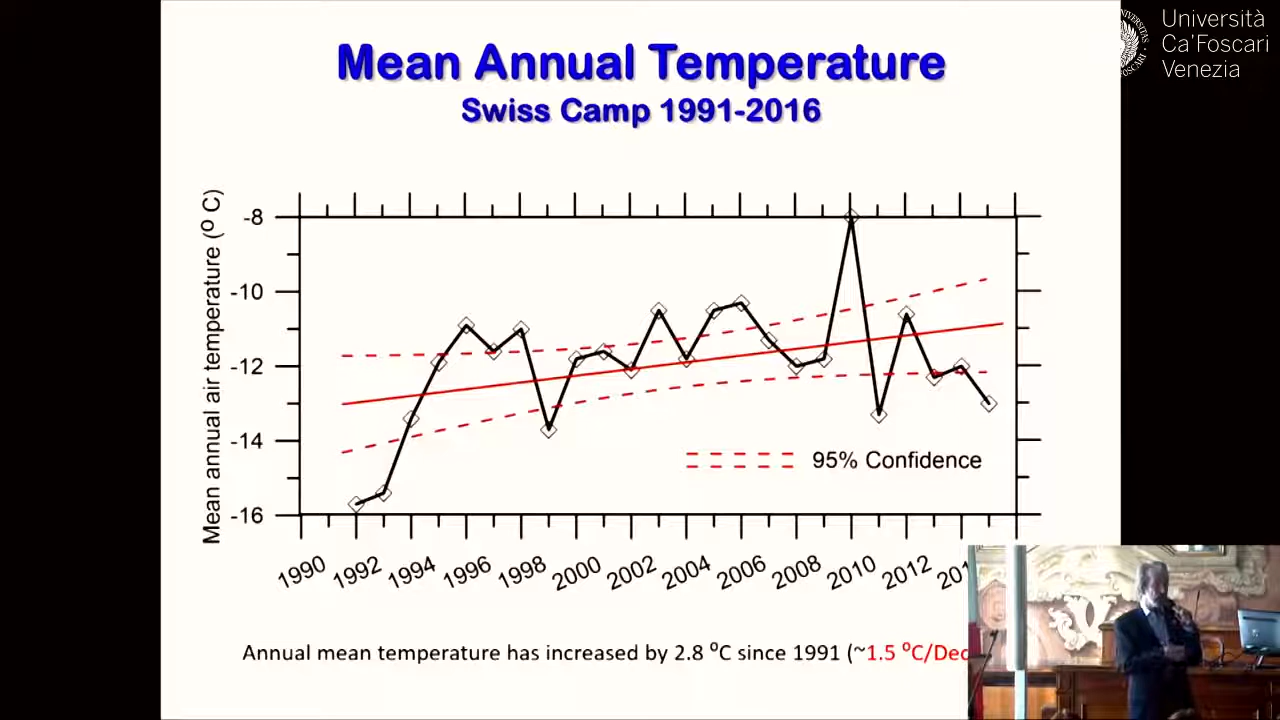 Università
Ca'Foscari
Venezia
Mean Annual Temperature
Swiss Camp 1991-2016
Mean annual air temperature (º C)
-8
-10
-12
-14
-16
95% Confidence
1990 1992 1994 1996 1998 2000 2002 2004 2006 2008 2010 2012
Annual mean temperature has increased by 2.8 ºC since 1991 (~1.5 ºC/Dec